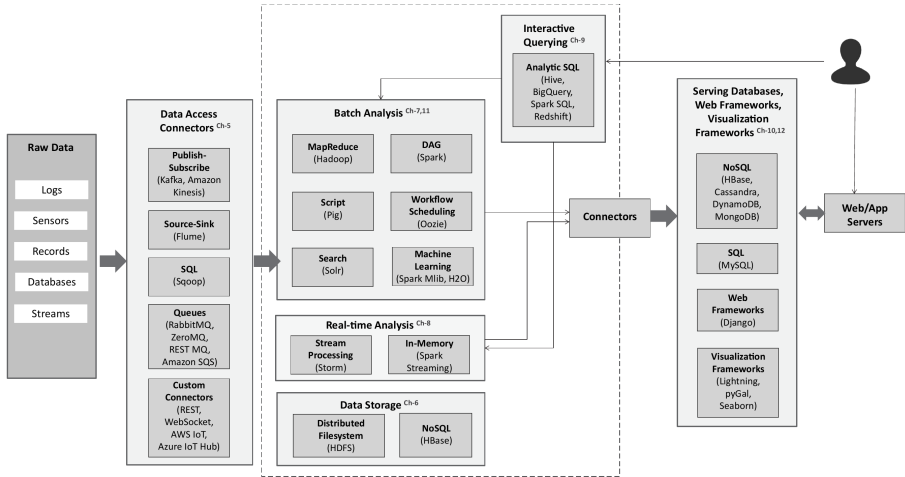 Raw Data
Logs
Sensors
Records
Databases
Streams
Data Access
Connectors Ch-5
Publish-
Subscribe
(Kafka, Amazon
Kinesis)
Source-Sink
(Flume)
SQL
(Sqoop)
Queues
(RabbitMQ,
ZeroMQ,
REST MQ,
Amazon SQS)
Custom
Connectors
(REST,
WebSocket,
AWS IoT,
Azure IoT Hub)
Batch Analysis Ch-7,11
MapReduce
(Hadoop)
DAG
(Spark)
Script
(Pig)
Workflow
Scheduling
(Oozie)
Search
(Solr)
Machine
Learning
(Spark Mlib, H2O)
Real-time Analysis Ch-8
Stream
Processing
(Storm)
In-Memory
(Spark
Streaming)
Data Storage Ch-6
Distributed
Filesystem
(HDFS)
NoSQL
(HBase)
Interactive
Querying Ch-9
Analytic SQL
(Hive,
BigQuery,
Spark SQL,
Redshift)
Connectors
Serving Databases,
Web Frameworks,
Visualization
Frameworks Ch-10,12
NoSQL
(HBase,
Cassandra,
DynamoDB,
MongoDB)
SQL
(MySQL)
Web
Frameworks
(Django)
Visualization
Frameworks
(Lightning,
pyGal,
Seaborn)
Web/App
Servers